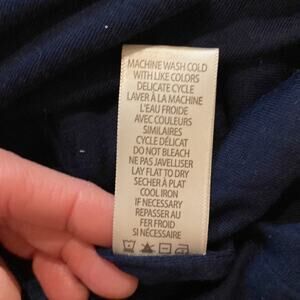 MACHINE WASH COLD
WITH LIKE COLORS
DELICATE CYCLE
LAVER À LA MACHINE
L'EAU FROIDE
AVEC COULEURS
SIMILAIRES
CYCLE DÉLICAT
DO NOT BLEACH
NE PAS JAVELLISER
LAY FLAT TO DRY
SECHER À PLAT
COOL IRON
IF NECESSARY
REPASSER AU
FER FROID
SI NÉCESSAIRE